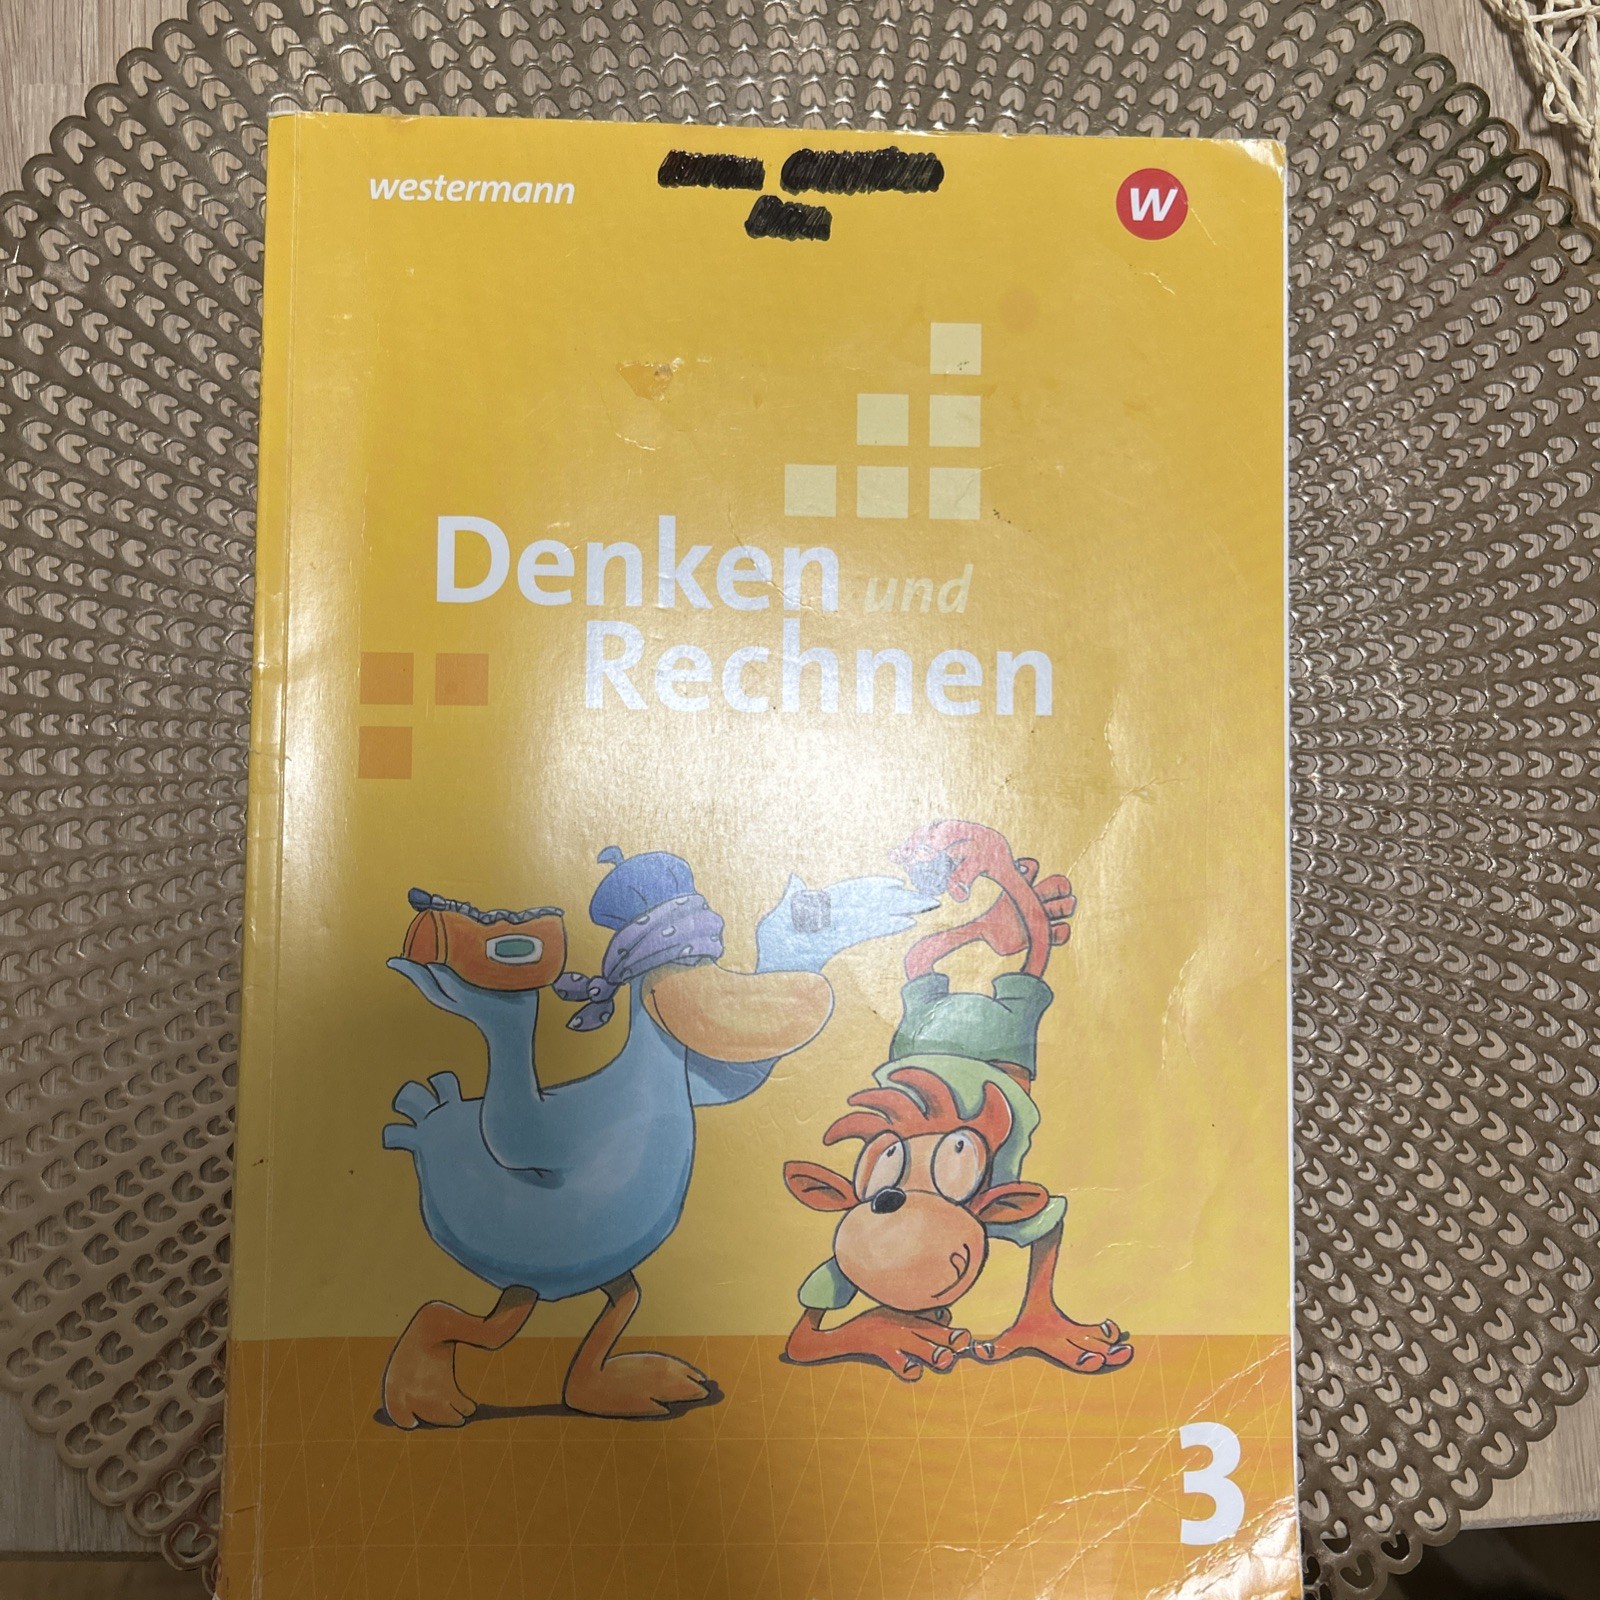 westermann
W
Denken und
Rechnen
3